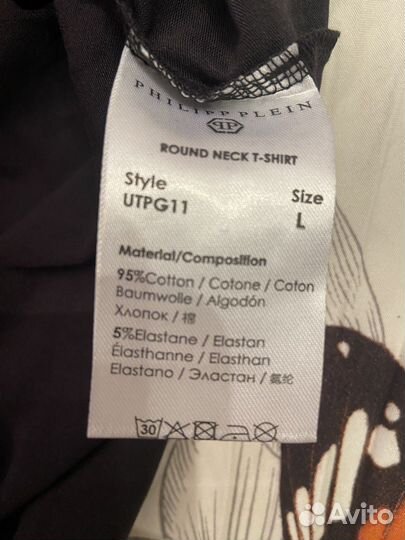 PHILIPP PLEIN
ROUND NECK T-SHIRT
Style
UTPG11
Size
L
Material/Composition
95%Cotton / Cotone / Coton
Baumwolle / Algodón
Хлопок / 棉
5%Elastane / Elastan
Élasthanne / Elasthan
Elastano / Эластан / 氨纶
30
Avito